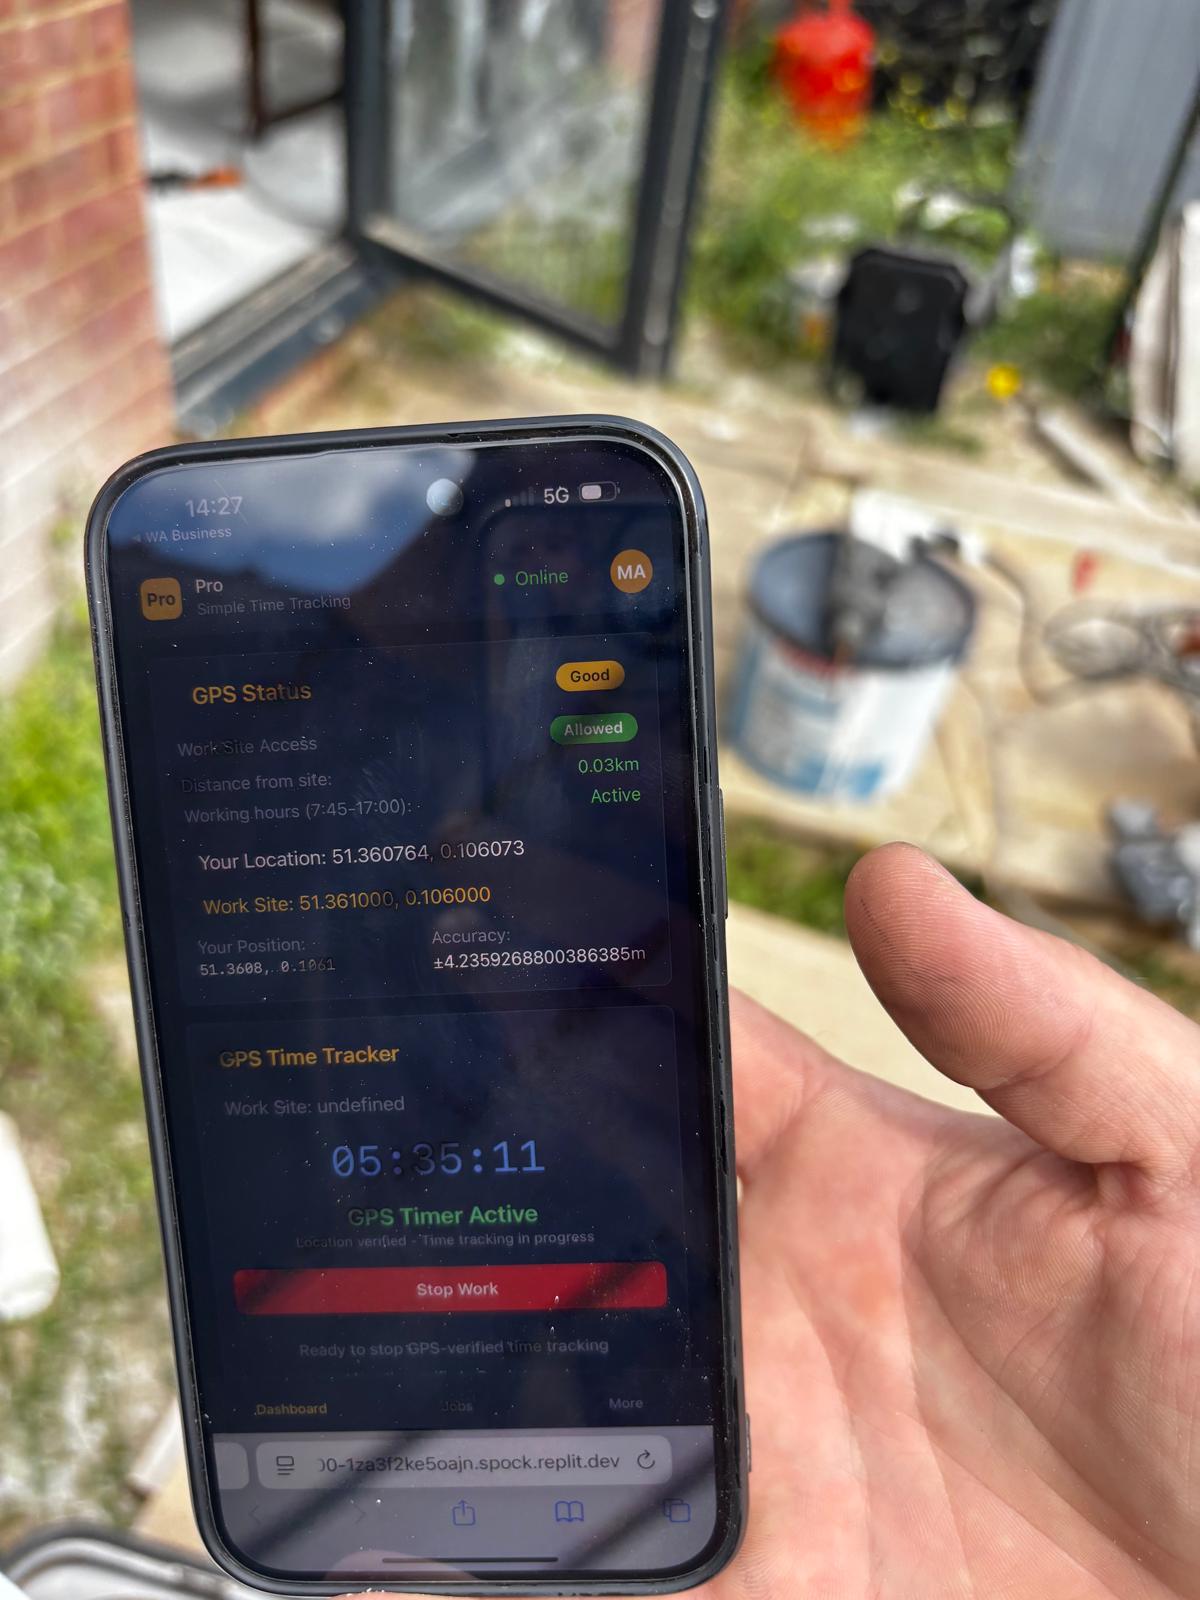 14:27
5G
WA Business
Pro
Pro
Simple Time Tracking
Online
MA
GPS Status
Good
Work Site Access
Allowed
Distance from site:
0.03km
Working hours (7:45-17:00):
Active
Your Location: 51.360764, 0.106073
Work Site: 51.361000, 0.106000
Your Position:
51.3608, 0.1061
Accuracy:
±4.2359268800386385m
GPS Time Tracker
Work Site: undefined
05:35:11
GPS Timer Active
Location verified - Time tracking in progress
Stop Work
Ready to stop GPS-verified time tracking
Dashboard
Jobs
More
00-1za3f2ke5oajn.spock.replit.dev